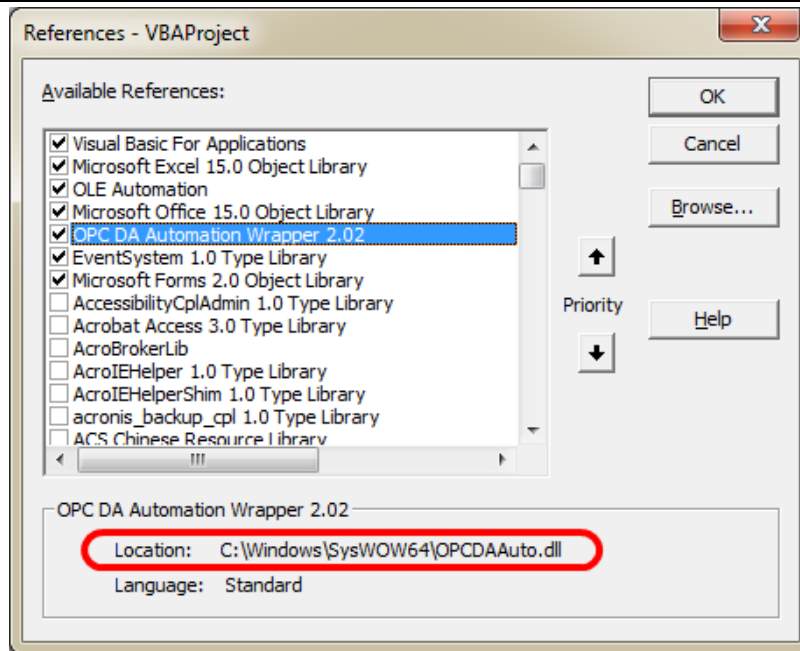 References - VBAProject
Available References:
Visual Basic For Applications
Microsoft Excel 15.0 Object Library
OLE Automation
Microsoft Office 15.0 Object Library
OPC DA Automation Wrapper 2.02
EventSystem 1.0 Type Library
Microsoft Forms 2.0 Object Library
AccessibilityCplAdmin 1.0 Type Library
Acrobat Access 3.0 Type Library
AcroBrokerLib
AcroIEHelper 1.0 Type Library
AcroIEHelperShim 1.0 Type Library
acronis_backup_cpl 1.0 Type Library
ACS Chinese Resource Library
OK
Cancel
Browse...
Priority
Help
OPC DA Automation Wrapper 2.02
Location: C:\Windows\SysWOW64\OPCDAAuto.dll
Language: Standard